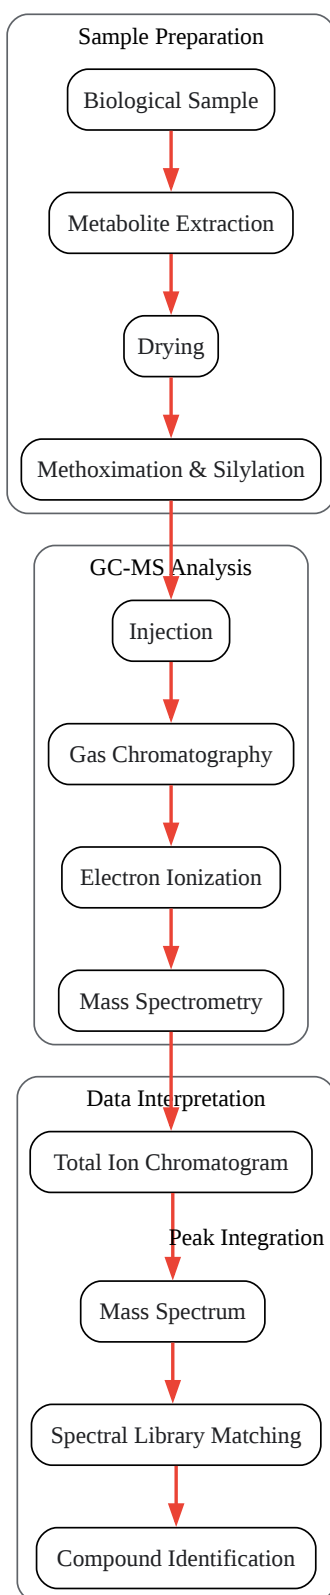 Sample Preparation
Biological Sample
Metabolite Extraction
Drying
Methoximation & Silylation
GC-MS Analysis
Injection
Gas Chromatography
Electron Ionization
Mass Spectrometry
Data Interpretation
Total Ion Chromatogram
Peak Integration
Mass Spectrum
Spectral Library Matching
Compound Identification